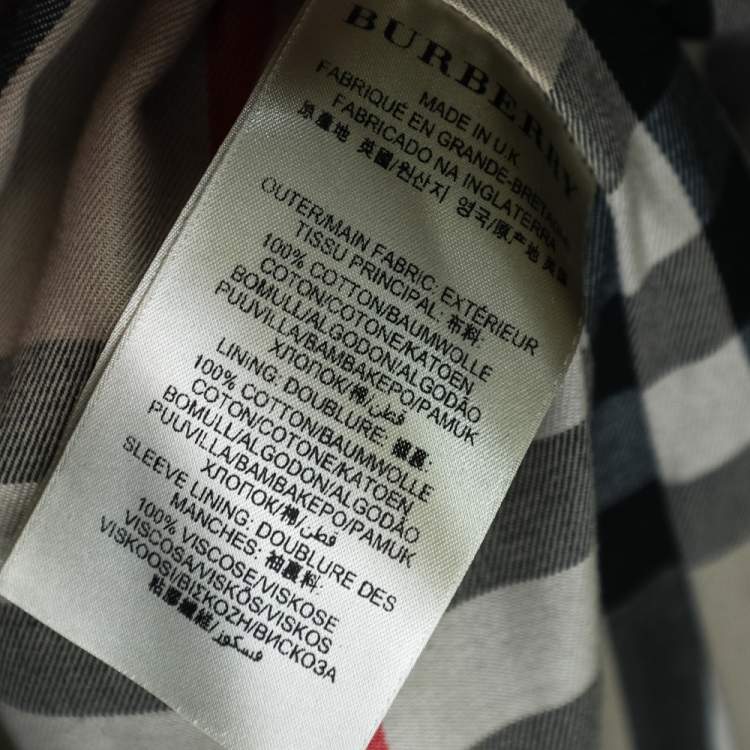 BURBERRY
MADE IN U.K
FABRIQUÉ EN GRANDE-BRETAGNE
FABRICADO NA INGLATERRA
原產地 英國/원산지 영국/原产地 英国
OUTER/MAIN FABRIC: EXTÉRIEUR
TISSU PRINCIPAL: 布料:
100% COTTON/BAUMWOLLE
COTON/COTONE/KATOEN
BOMULL/ALGODON/ALGODÃO
PUUVILLA/BAMBAKEPO/PAMUK
ХЛОПОК/棉/قطن
LINING: DOUBLURE: 襯裏:
100% COTTON/BAUMWOLLE
COTON/COTONE/KATOEN
BOMULL/ALGODON/ALGODÃO
PUUVILLA/BAMBAKEPO/PAMUK
ХЛОПОК/棉/قطن
SLEEVE LINING: DOUBLURE DES
MANCHES: 袖裏料:
100% VISCOSE/VISKOSE
VISCOSA/VISKÓS/VISKOS
VISKOOSI/ΒΙΣΚΟΖΗ/ВИСКОЗА
粘膠纖維/فسكوز